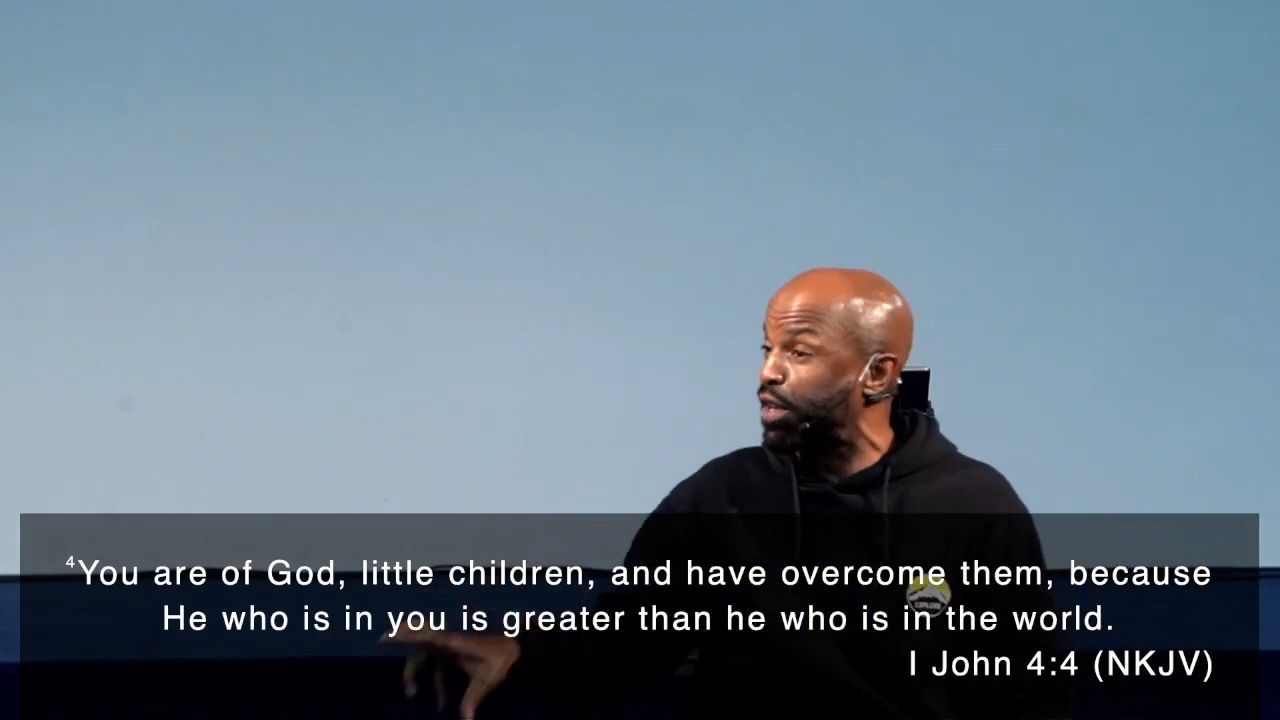 ⁴You are of God, little children, and have overcome them, because
He who is in you is greater than he who is in the world.
I John 4:4 (NKJV)
EXPLORE